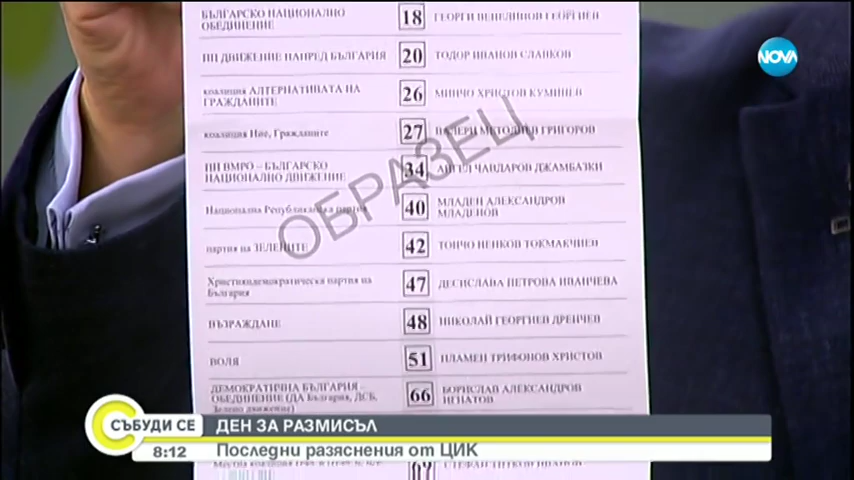 БЪЛГАРСКО НАЦИОНАЛНО
ОБЕДИНЕНИЕ
18 ГЕОРГИ ВЕНЕЛИНОВ ГЕОРГИЕВ
NOVA
ПП ДВИЖЕНИЕ НАПРЕД БЪЛГАРИЯ 20 ТОДОР ИВАНОВ СЛАВКОВ
коалиция АЛТЕРНАТИВАТА НА
ГРАЖДАНИТЕ
26 МИНЧО ХРИСТОВ КУМИНЕВ
коалиция Ние, Гражданите 27 ВАЛЕРИ МЕТОДИЕВ ГРИГОРОВ
ПП ВМРО – БЪЛГАРСКО
НАЦИОНАЛНО ДВИЖЕНИЕ
34 АНГЕЛ ЧАВДАРОВ ДЖАМБАЗКИ
ОБРАЗЕЦ
Национална Републиканска партия 40 МЛАДЕН АЛЕКСАНДРОВ
МЛАДЕНОВ
партия на ЗЕЛЕНИТЕ 42 ТОНЧО НЕНКОВ ТОКМАКЧИЕВ
Християндемократическа партия на
България
47 ДЕСИСЛАВА ПЕТРОВА ИВАНЧЕВА
ВЪЗРАЖДАНЕ 48 НИКОЛАЙ ГЕОРГИЕВ ДРЕНЧЕВ
ВОЛЯ 51 ПЛАМЕН ТРИФОНОВ ХРИСТОВ
ДЕМОКРАТИЧНА БЪЛГАРИЯ -
ОБЕДИНЕНИЕ (ДА България, ДСБ,
Зелено движение)
66 БОРИСЛАВ АЛЕКСАНДРОВ
ИГНАТОВ
СЪБУДИ СЕ
8:12
ДЕН ЗА РАЗМИСЪЛ
Последни разяснения от ЦИК
67